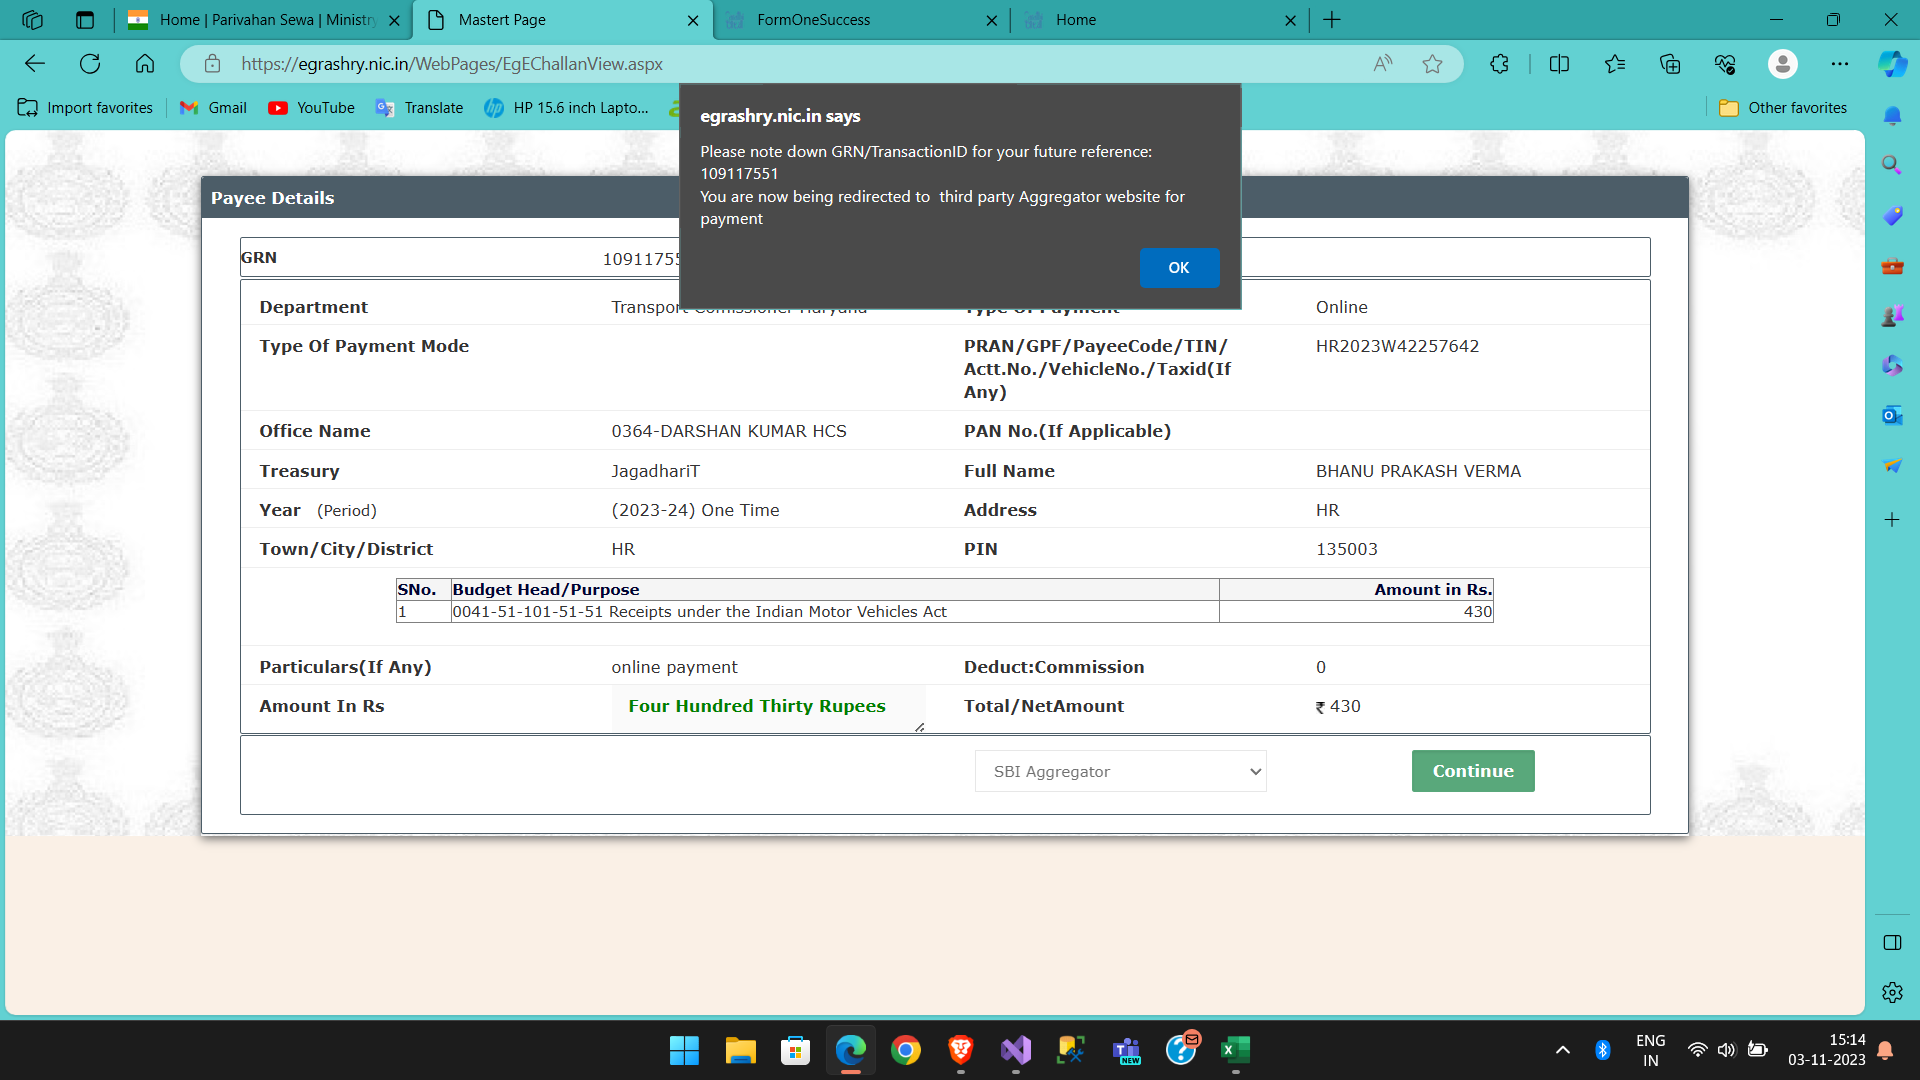 Home | Parivahan Sewa | Ministry
Mastert Page
FormOneSuccess
Home
https://egrashry.nic.in/WebPages/EgEChallanView.aspx
Import favorites
Gmail
YouTube
Translate
HP 15.6 inch Lapto...
Other favorites
egrashry.nic.in says
Please note down GRN/TransactionID for your future reference:
109117551
You are now being redirected to  third party Aggregator website for
payment
OK
Payee Details
GRN 10911755
Department Transport Comissioner Haryana Type Of Payment Online
Type Of Payment Mode PRAN/GPF/PayeeCode/TIN/ HR2023W42257642
Actt.No./VehicleNo./Taxid(If
Any)
Office Name 0364-DARSHAN KUMAR HCS PAN No.(If Applicable)
Treasury JagadhariT Full Name BHANU PRAKASH VERMA
Year (Period) (2023-24) One Time Address HR
Town/City/District HR PIN 135003
SNo. Budget Head/Purpose Amount in Rs.
1 0041-51-101-51-51 Receipts under the Indian Motor Vehicles Act 430
Particulars(If Any) online payment Deduct:Commission 0
Amount In Rs Four Hundred Thirty Rupees Total/NetAmount ₹ 430
SBI Aggregator
Continue
NEW
ENG
IN
15:14
03-11-2023